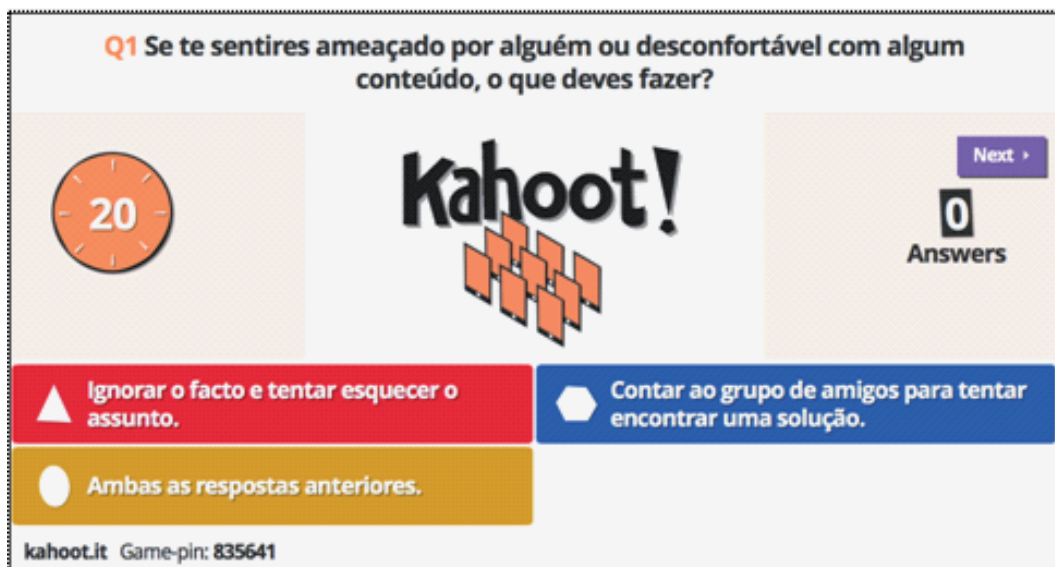 Q1 Se te sentires ameaçado por alguém ou desconfortável com algum
conteúdo, o que deves fazer?
20
Kahoot!
Next ›
0
Answers
Ignorar o facto e tentar esquecer o
assunto.
Contar ao grupo de amigos para tentar
encontrar uma solução.
Ambas as respostas anteriores.
kahoot.it Game-pin: 835641